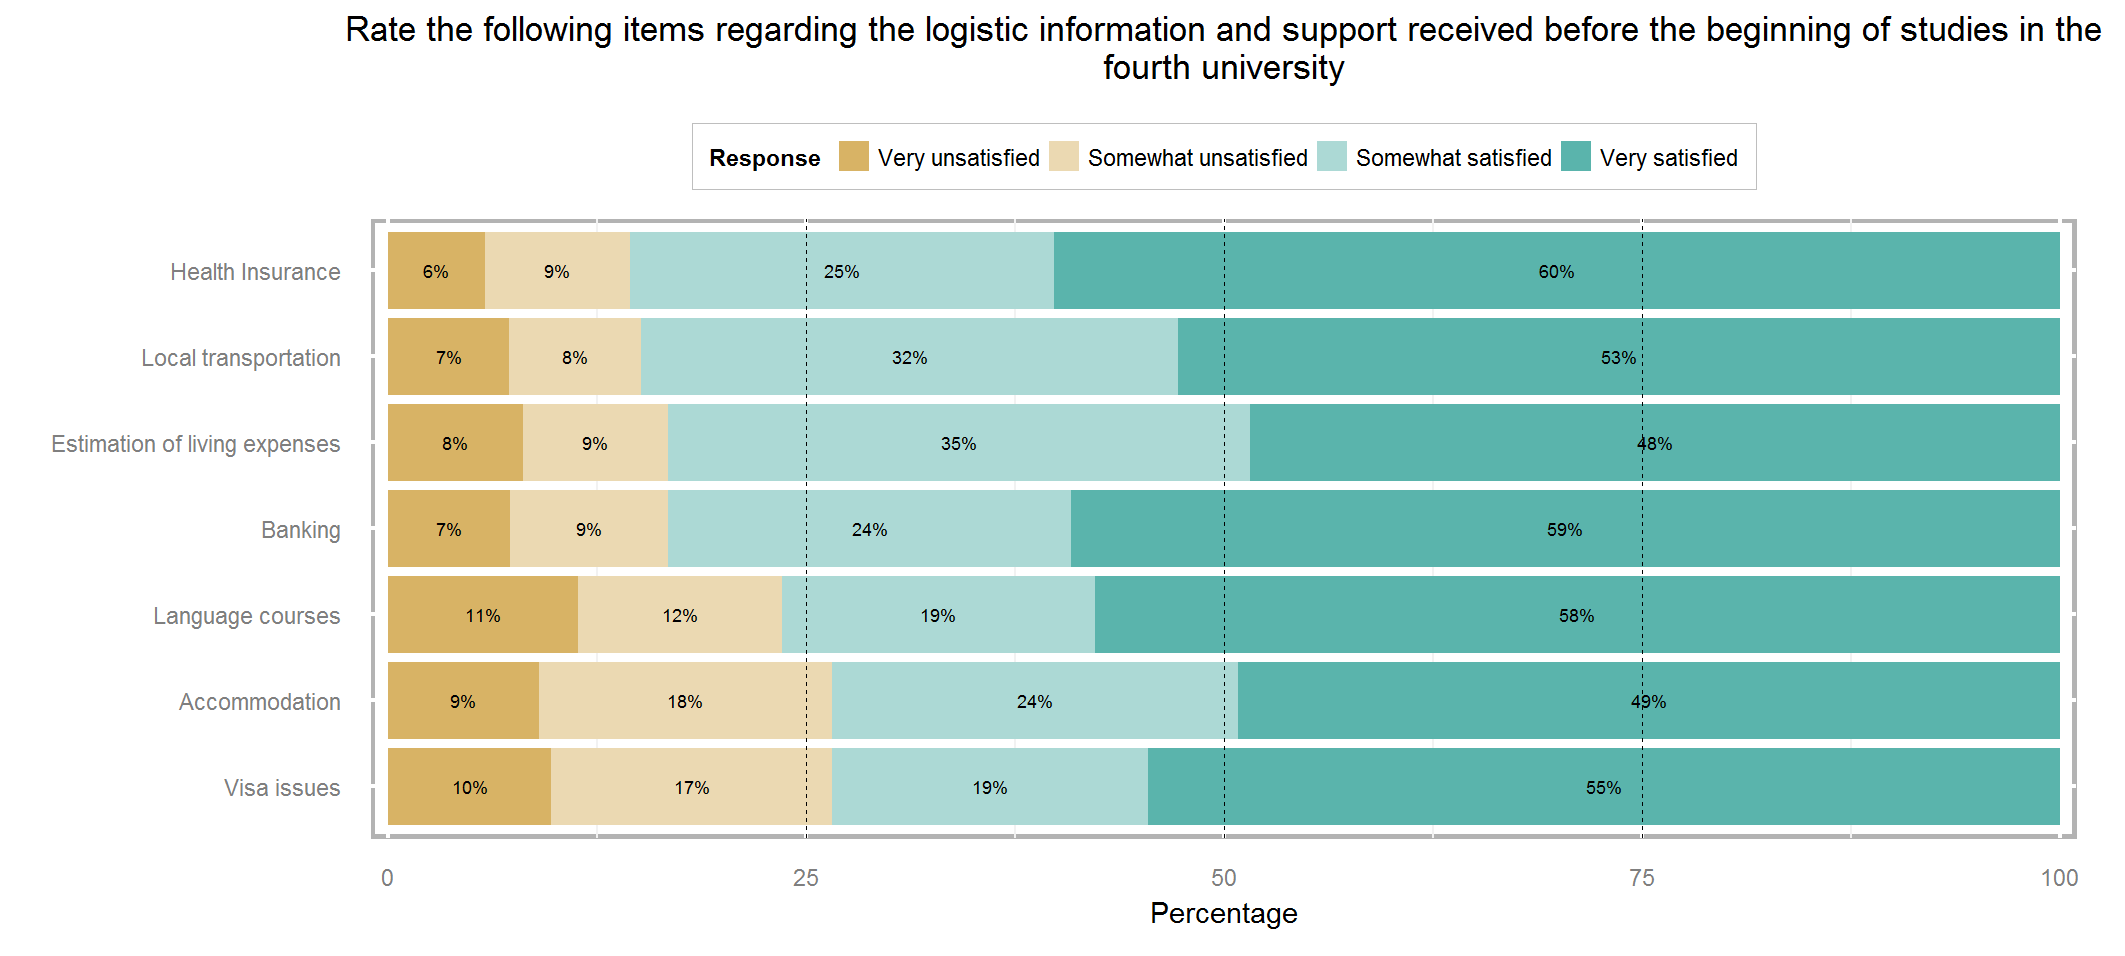 Rate the following items regarding the logistic information and support received before the beginning of studies in the
fourth university
Response Very unsatisfied Somewhat unsatisfied Somewhat satisfied Very satisfied
Health Insurance 6% 9% 25% 60%
Local transportation 7% 8% 32% 53%
Estimation of living expenses 8% 9% 35% 48%
Banking 7% 9% 24% 59%
Language courses 11% 12% 19% 58%
Accommodation 9% 18% 24% 49%
Visa issues 10% 17% 19% 55%
0 25 50 75 100
Percentage